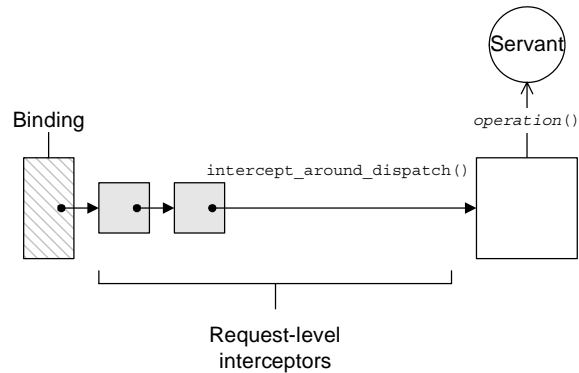 Servant
operation()
Binding
intercept_around_dispatch()
Request-level
interceptors